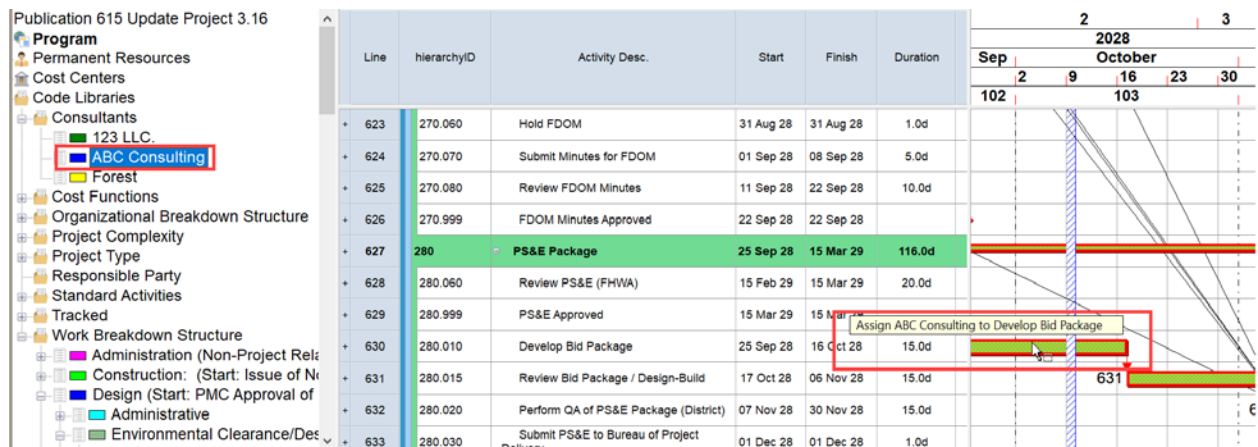 Publication 615 Update Project 3.16
Program
Permanent Resources
Cost Centers
Code Libraries
Consultants
123 LLC.
ABC Consulting
Forest
Cost Functions
Organizational Breakdown Structure
Project Complexity
Project Type
Responsible Party
Standard Activities
Tracked
Work Breakdown Structure
Administration (Non-Project Rela
Construction: (Start: Issue of No
Design (Start: PMC Approval of
Administrative
Environmental Clearance/Des
Line hierarchyID Activity Desc. Start Finish Duration
2 3
2028
Sep October
2 9 16 23 30
102 103
623 270.060 Hold FDOM 31 Aug 28 31 Aug 28 1.0d
624 270.070 Submit Minutes for FDOM 01 Sep 28 08 Sep 28 5.0d
625 270.080 Review FDOM Minutes 11 Sep 28 22 Sep 28 10.0d
626 270.999 FDOM Minutes Approved 22 Sep 28 22 Sep 28
627 280 PS&E Package 25 Sep 28 15 Mar 29 116.0d
628 280.060 Review PS&E (FHWA) 15 Feb 29 15 Mar 29 20.0d
629 280.999 PS&E Approved 15 Mar 29 15 Mar 29
Assign ABC Consulting to Develop Bid Package
630 280.010 Develop Bid Package 25 Sep 28 16 Oct 28 15.0d
631 280.015 Review Bid Package / Design-Build 17 Oct 28 06 Nov 28 15.0d 631
632 280.020 Perform QA of PS&E Package (District) 07 Nov 28 30 Nov 28 15.0d
633 280.030 Submit PS&E to Bureau of Project 01 Dec 28 01 Dec 28 1.0d